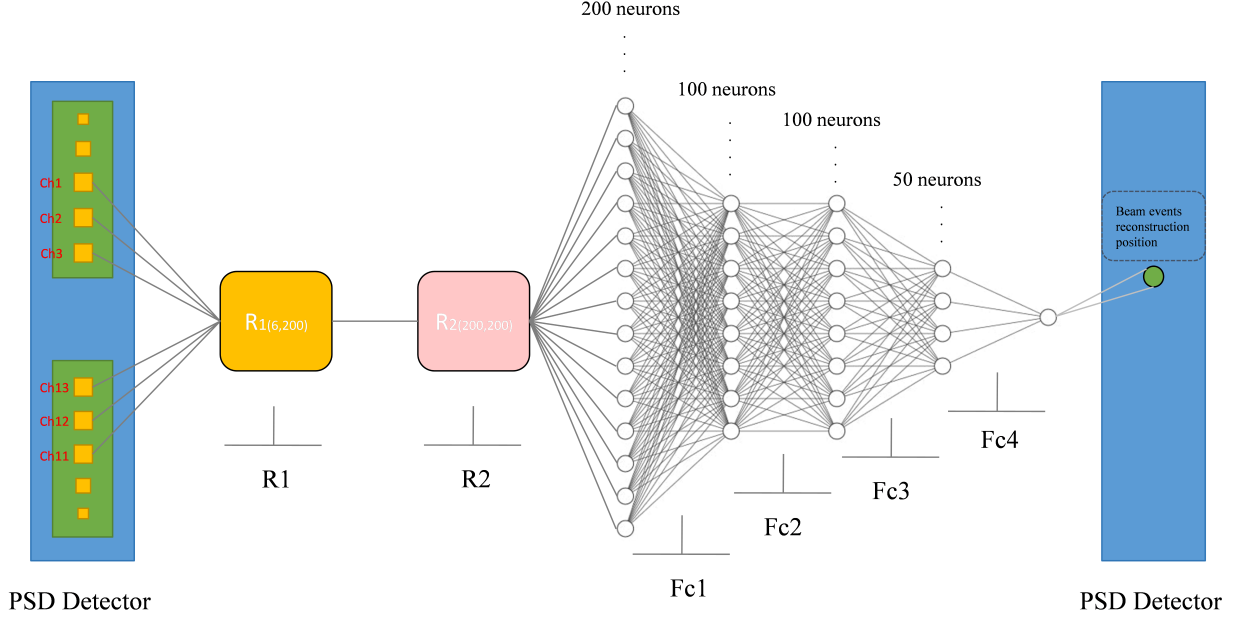 200 neurons
100 neurons
100 neurons
50 neurons
Ch1
Ch2
Ch3
Ch13
Ch12
Ch11
R1(6,200)
R2(200,200)
Beam events
reconstruction
position
R1
R2
Fc1
Fc2
Fc3
Fc4
PSD Detector
PSD Detector